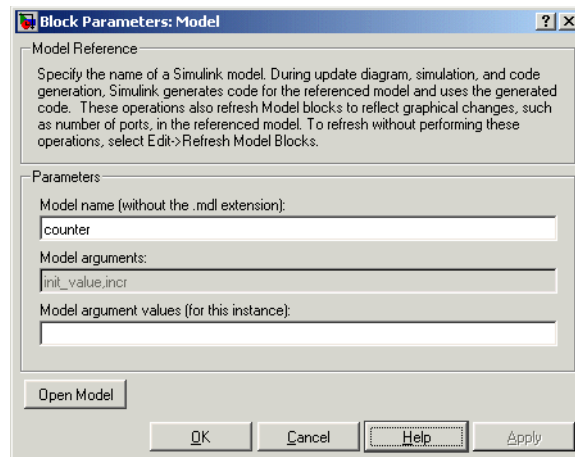 Block Parameters: Model
Model Reference
Specify the name of a Simulink model. During update diagram, simulation, and code
generation, Simulink generates code for the referenced model and uses the generated
code.  These operations also refresh Model blocks to reflect graphical changes, such
as number of ports, in the referenced model. To refresh without performing these
operations, select Edit->Refresh Model Blocks.
Parameters
Model name (without the .mdl extension):
counter
Model arguments:
init_value,incr
Model argument values (for this instance):
Open Model
OK Cancel Help Apply